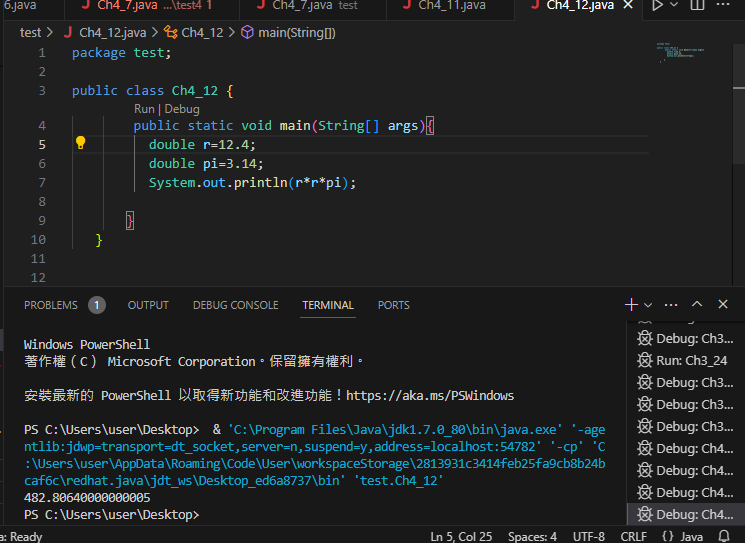 6.java
Ch4_7.java ...\test4 1
Ch4_7.java test
Ch4_11.java
Ch4_12.java
test > Ch4_12.java > Ch4_12 > main(String[])
1 package test;
2
3 public class Ch4_12 {
Run | Debug
4 public static void main(String[] args){
5 double r=12.4;
6 double pi=3.14;
7 System.out.println(r*r*pi);
8
9 }
10 }
11
12
PROBLEMS 1 OUTPUT DEBUG CONSOLE TERMINAL PORTS
Windows PowerShell
著作權 ( C ) Microsoft Corporation。保留擁有權利。
安裝最新的 PowerShell 以取得新功能和改進功能！https://aka.ms/PSWindows
PS C:\Users\user\Desktop> & 'C:\Program Files\Java\jdk1.7.0_80\bin\java.exe' '-age
ntlib:jdwp=transport=dt_socket,server=n,suspend=y,address=localhost:54782' '-cp' 'C
:\Users\user\AppData\Roaming\Code\User\workspaceStorage\2813931c3414feb25fa9cb8b24b
caf6c\redhat.java\jdt_ws\Desktop_ed6a8737\bin' 'test.Ch4_12'
482.80640000000005
PS C:\Users\user\Desktop>
Debug: Ch3...
Run: Ch3_24
Debug: Ch3...
Debug: Ch3...
Debug: Ch3...
Debug: Ch4...
Debug: Ch4...
Debug: Ch4...
Debug: Ch4...
a: Ready
Ln 5, Col 25
Spaces: 4
UTF-8
CRLF
{} Java